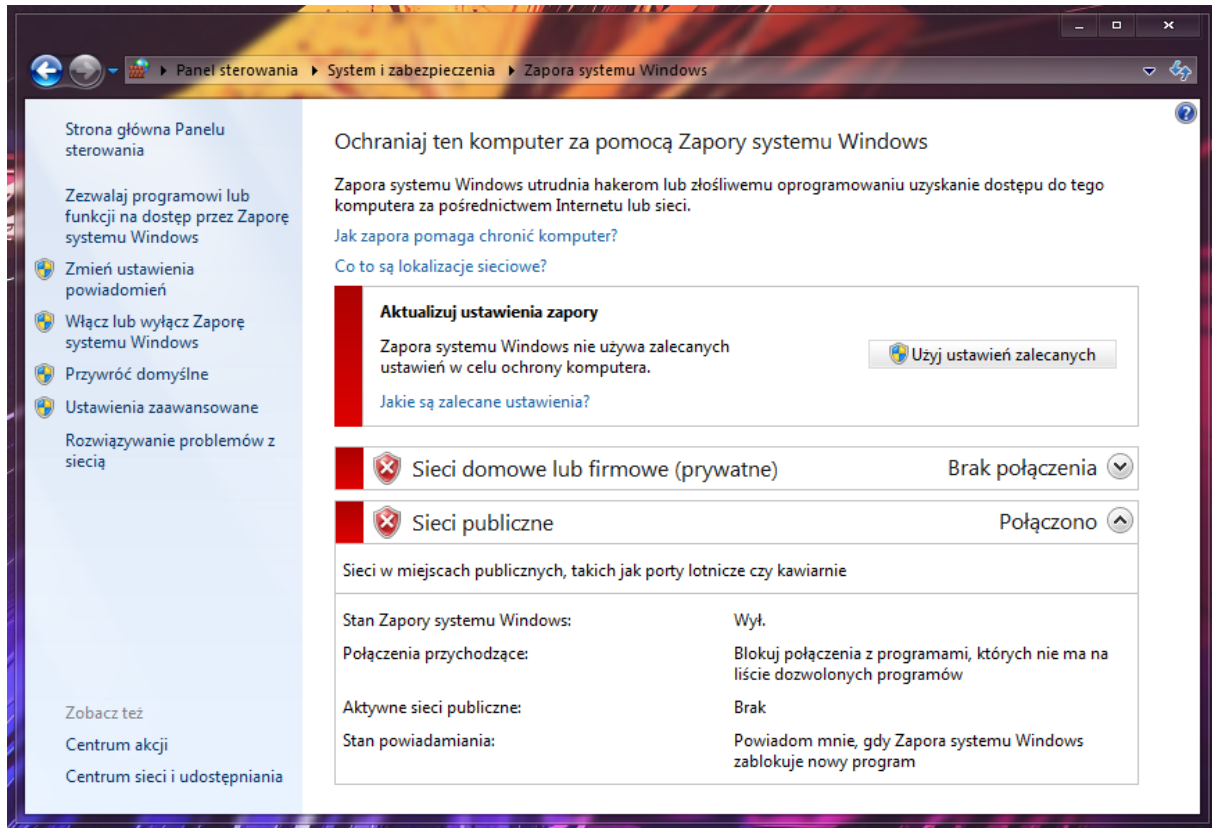 Panel sterowania System i zabezpieczenia Zapora systemu Windows
Strona główna Panelu
sterowania
Zezwalaj programowi lub
funkcji na dostęp przez Zaporę
systemu Windows
Zmień ustawienia
powiadomień
Włącz lub wyłącz Zaporę
systemu Windows
Przywróć domyślne
Ustawienia zaawansowane
Rozwiązywanie problemów z
siecią
Zobacz też
Centrum akcji
Centrum sieci i udostępniania
Ochraniaj ten komputer za pomocą Zapory systemu Windows
Zapora systemu Windows utrudnia hakerom lub złośliwemu oprogramowaniu uzyskanie dostępu do tego
komputera za pośrednictwem Internetu lub sieci.
Jak zapora pomaga chronić komputer?
Co to są lokalizacje sieciowe?
Aktualizuj ustawienia zapory
Zapora systemu Windows nie używa zalecanych
ustawień w celu ochrony komputera.
Użyj ustawień zalecanych
Jakie są zalecane ustawienia?
Sieci domowe lub firmowe (prywatne) Brak połączenia
Sieci publiczne Połączono
Sieci w miejscach publicznych, takich jak porty lotnicze czy kawiarnie
Stan Zapory systemu Windows: Wył.
Połączenia przychodzące: Blokuj połączenia z programami, których nie ma na
liście dozwolonych programów
Aktywne sieci publiczne: Brak
Stan powiadamiania: Powiadom mnie, gdy Zapora systemu Windows
zablokuje nowy program